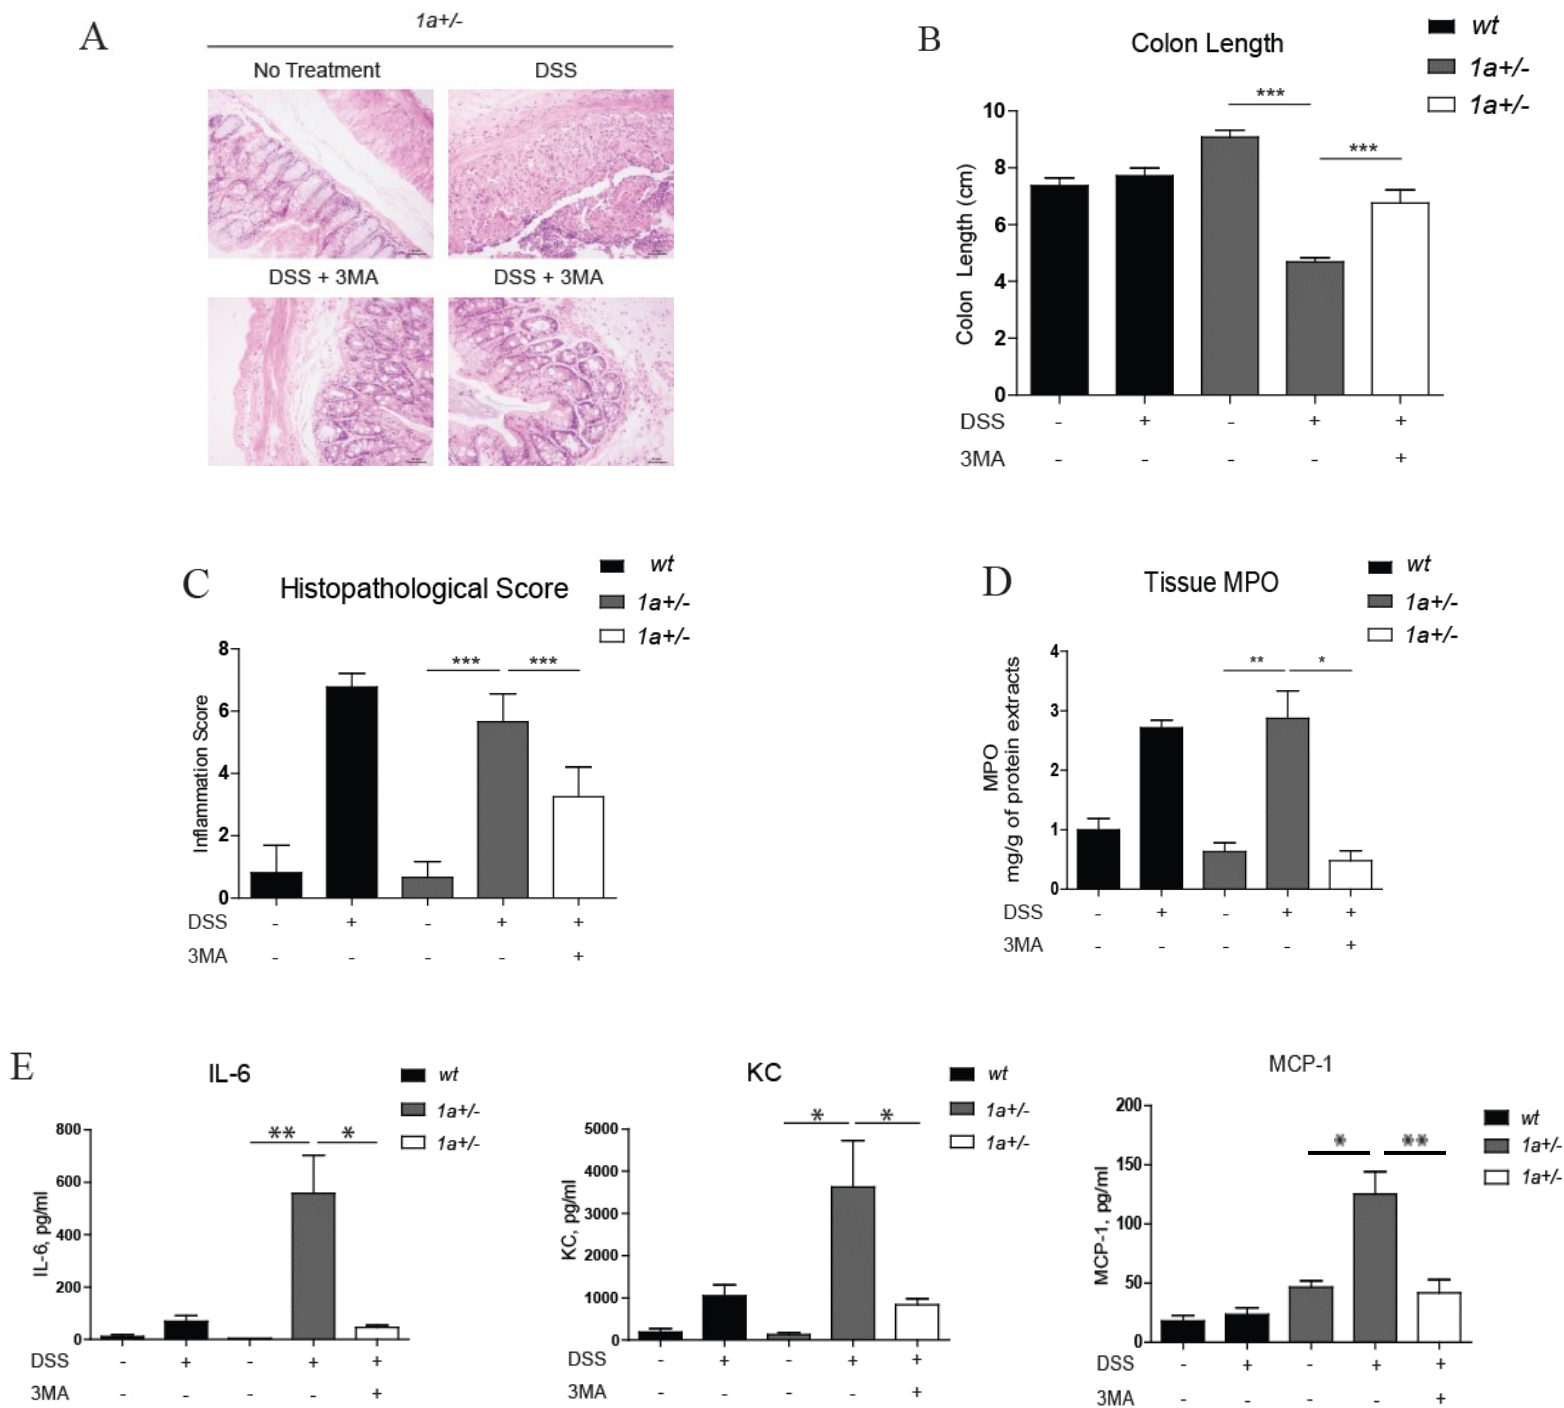 A
1a+/-
No Treatment DSS
DSS + 3MA DSS + 3MA
B
Colon Length
wt
1a+/-
1a+/-
***
***
Colon Length (cm)
10
8
6
4
2
0
DSS - + - + +
3MA - - - - +
C
Histopathological Score
wt
1a+/-
1a+/-
*** ***
Inflammation Score
8
6
4
2
0
DSS - + - + +
3MA - - - - +
D
Tissue MPO
wt
1a+/-
1a+/-
** *
MPO
mg/g of protein extracts
4
3
2
1
0
DSS - + - + +
3MA - - - - +
E
IL-6
wt
1a+/-
1a+/-
** *
IL-6, pg/ml
800
600
400
200
0
DSS - + - + +
3MA - - - - +
KC
wt
1a+/-
1a+/-
* *
KC, pg/ml
5000
4000
3000
2000
1000
0
DSS - + - + +
3MA - - - - +
MCP-1
wt
1a+/-
1a+/-
* **
MCP-1, pg/ml
200
150
100
50
0
DSS - + - + +
3MA - - - - +